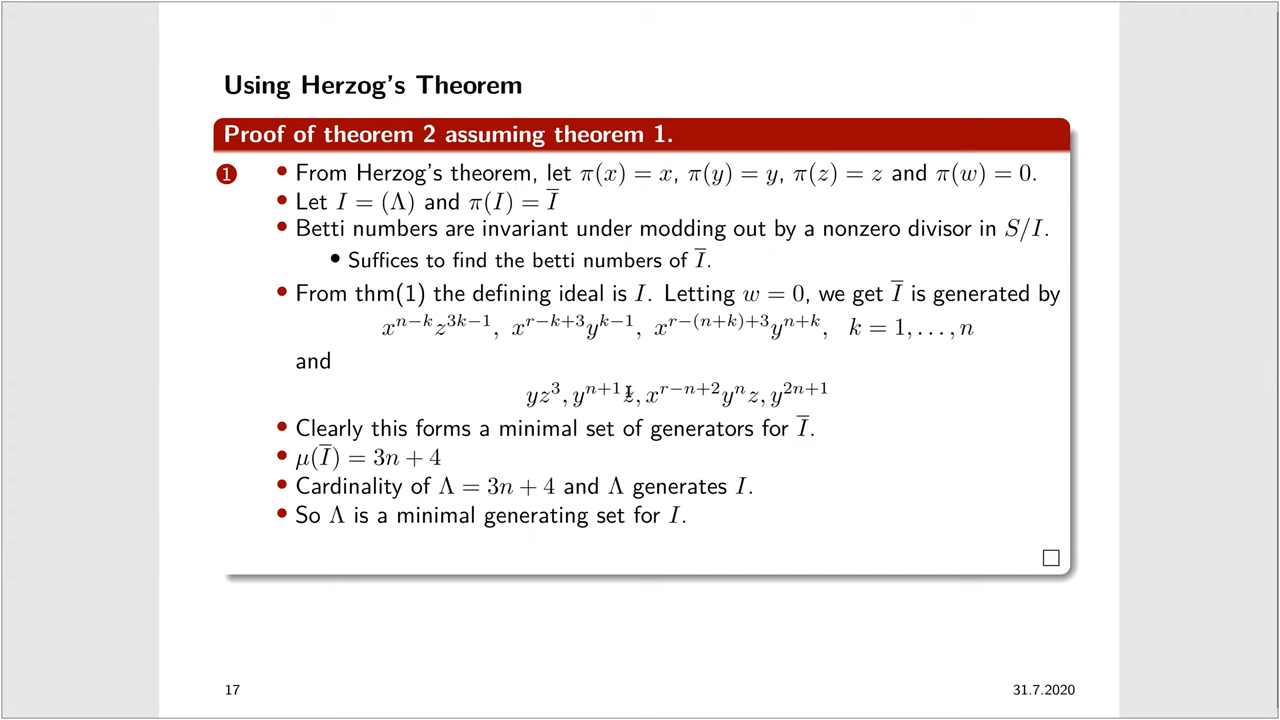 Using Herzog's Theorem
Proof of theorem 2 assuming theorem 1.
1 • From Herzog's theorem, let π(x) = x, π(y) = y, π(z) = z and π(w) = 0.
• Let I = (Λ) and π(I) = I̅
• Betti numbers are invariant under modding out by a nonzero divisor in S/I.
• Suffices to find the betti numbers of I̅.
• From thm(1) the defining ideal is I. Letting w = 0, we get I̅ is generated by
x^{n−k}z^{3k−1}, x^{r−k+3}y^{k−1}, x^{r−(n+k)+3}y^{n+k}, k = 1, . . . , n
and
yz^3, y^{n+1}z, x^{r−n+2}y^n z, y^{2n+1}
• Clearly this forms a minimal set of generators for I̅.
• μ(I̅) = 3n + 4
• Cardinality of Λ = 3n + 4 and Λ generates I.
• So Λ is a minimal generating set for I.
□
17 31.7.2020